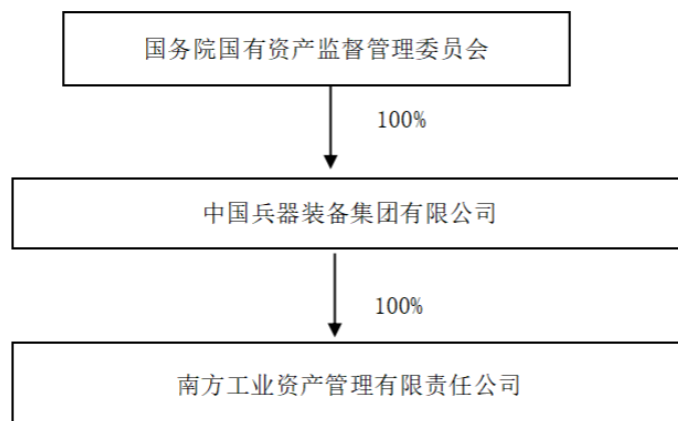 国务院国有资产监督管理委员会
100%
中国兵器装备集团有限公司
100%
南方工业资产管理有限责任公司